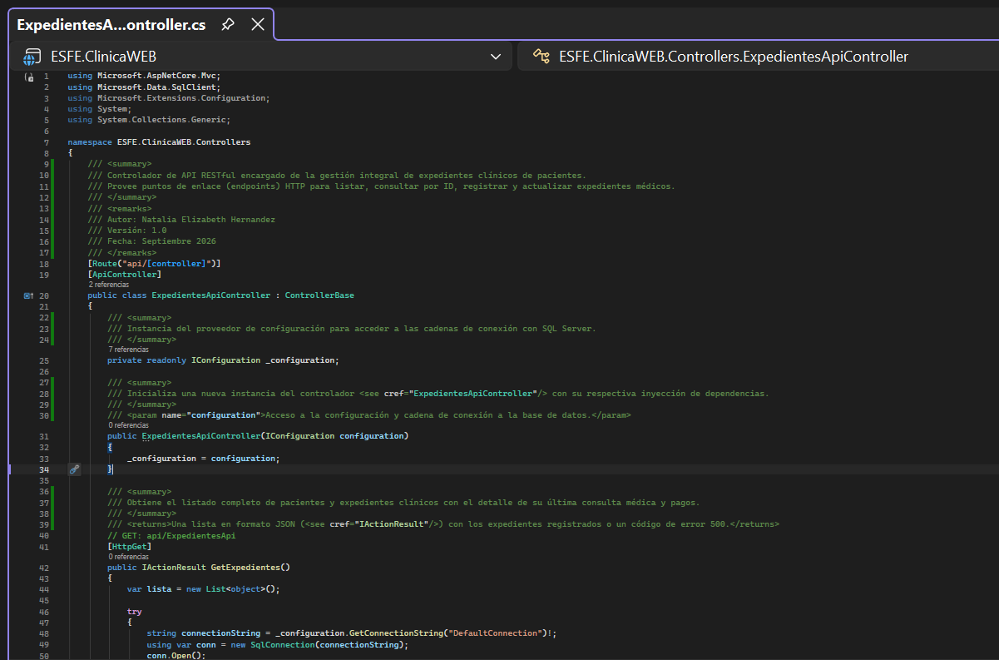 ExpedientesA...ontroller.cs
ESFE.ClinicaWEB
ESFE.ClinicaWEB.Controllers.ExpedientesApiController
1 using Microsoft.AspNetCore.Mvc;
2 using Microsoft.Data.SqlClient;
3 using Microsoft.Extensions.Configuration;
4 using System;
5 using System.Collections.Generic;
6
7 namespace ESFE.ClinicaWEB.Controllers
8 {
9 /// <summary>
10 /// Controlador de API RESTful encargado de la gestión integral de expedientes clínicos de pacientes.
11 /// Provee puntos de enlace (endpoints) HTTP para listar, consultar por ID, registrar y actualizar expedientes médicos.
12 /// </summary>
13 /// <remarks>
14 /// Autor: Natalia Elizabeth Hernandez
15 /// Versión: 1.0
16 /// Fecha: Septiembre 2026
17 /// </remarks>
18 [Route("api/[controller]")]
19 [ApiController]
2 referencias
20 public class ExpedientesApiController : ControllerBase
21 {
22 /// <summary>
23 /// Instancia del proveedor de configuración para acceder a las cadenas de conexión con SQL Server.
24 /// </summary>
7 referencias
25 private readonly IConfiguration _configuration;
26
27 /// <summary>
28 /// Inicializa una nueva instancia del controlador <see cref="ExpedientesApiController"/> con su respectiva inyección de dependencias.
29 /// </summary>
30 /// <param name="configuration">Acceso a la configuración y cadena de conexión a la base de datos.</param>
0 referencias
31 public ExpedientesApiController(IConfiguration configuration)
32 {
33 _configuration = configuration;
34 }
35
36 /// <summary>
37 /// Obtiene el listado completo de pacientes y expedientes clínicos con el detalle de su última consulta médica y pagos.
38 /// </summary>
39 /// <returns>Una lista en formato JSON (<see cref="IActionResult"/>) con los expedientes registrados o un código de error 500.</returns>
40 // GET: api/ExpedientesApi
41 [HttpGet]
0 referencias
42 public IActionResult GetExpedientes()
43 {
44 var lista = new List<object>();
45
46 try
47 {
48 string connectionString = _configuration.GetConnectionString("DefaultConnection")!;
49 using var conn = new SqlConnection(connectionString);
50 conn.Open();